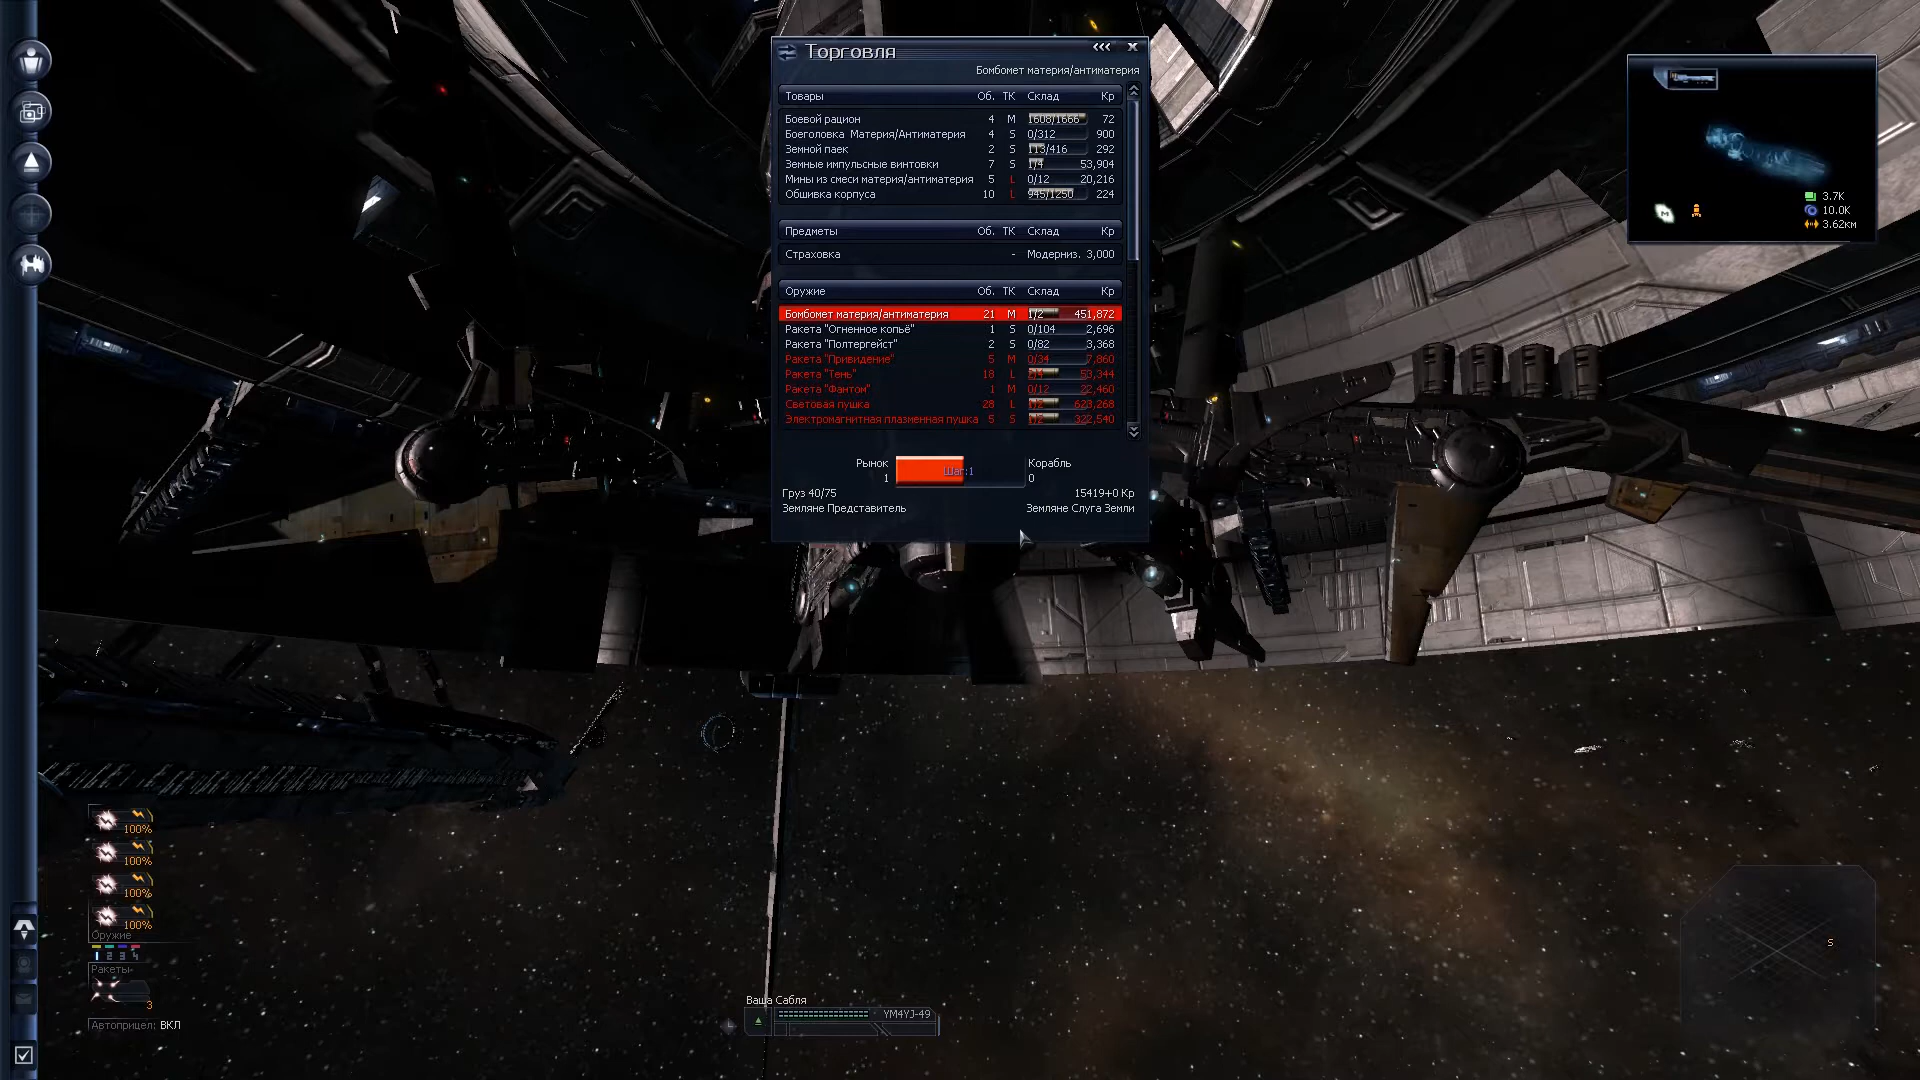 Торговля
Бомбомет материя/антиматерия
Товары Об. ТК Склад Кр
Боевой рацион 4 M 1608/1666 72
Боеголовка Материя/Антиматерия 4 S 0/312 900
Земной паек 2 S 113/416 292
Земные импульсные винтовки 7 S 1/4 53,904
Мины из смеси материя/антиматерия 5 L 0/12 20,216
Обшивка корпуса 10 L 945/1250 224
Предметы Об. ТК Склад Кр
Страховка - Модерниз. 3,000
Оружие Об. ТК Склад Кр
Бомбомет материя/антиматерия 21 M 1/2 451,872
Ракета "Огненное копьё" 1 S 0/104 2,696
Ракета "Полтергейст" 2 S 0/82 3,368
Ракета "Привидение" 5 M 0/34 7,860
Ракета "Тень" 18 L 2/4 53,344
Ракета "Фантом" 1 M 0/12 22,460
Световая пушка 28 L 1/2 623,268
Электромагнитная плазменная пушка 5 S 1/2 322,540
Рынок Шаг:1 Корабль
1 0
Груз 40/75 15419+0 Кр
Земляне Представитель Земляне Слуга Земли
3.7K
10.0K
M 3.62км
100%
100%
100%
100%
Оружие
1 2 3 4
Ракеты
3
Автоприцел: ВКЛ
Ваша Сабля
YM4YJ-49
S